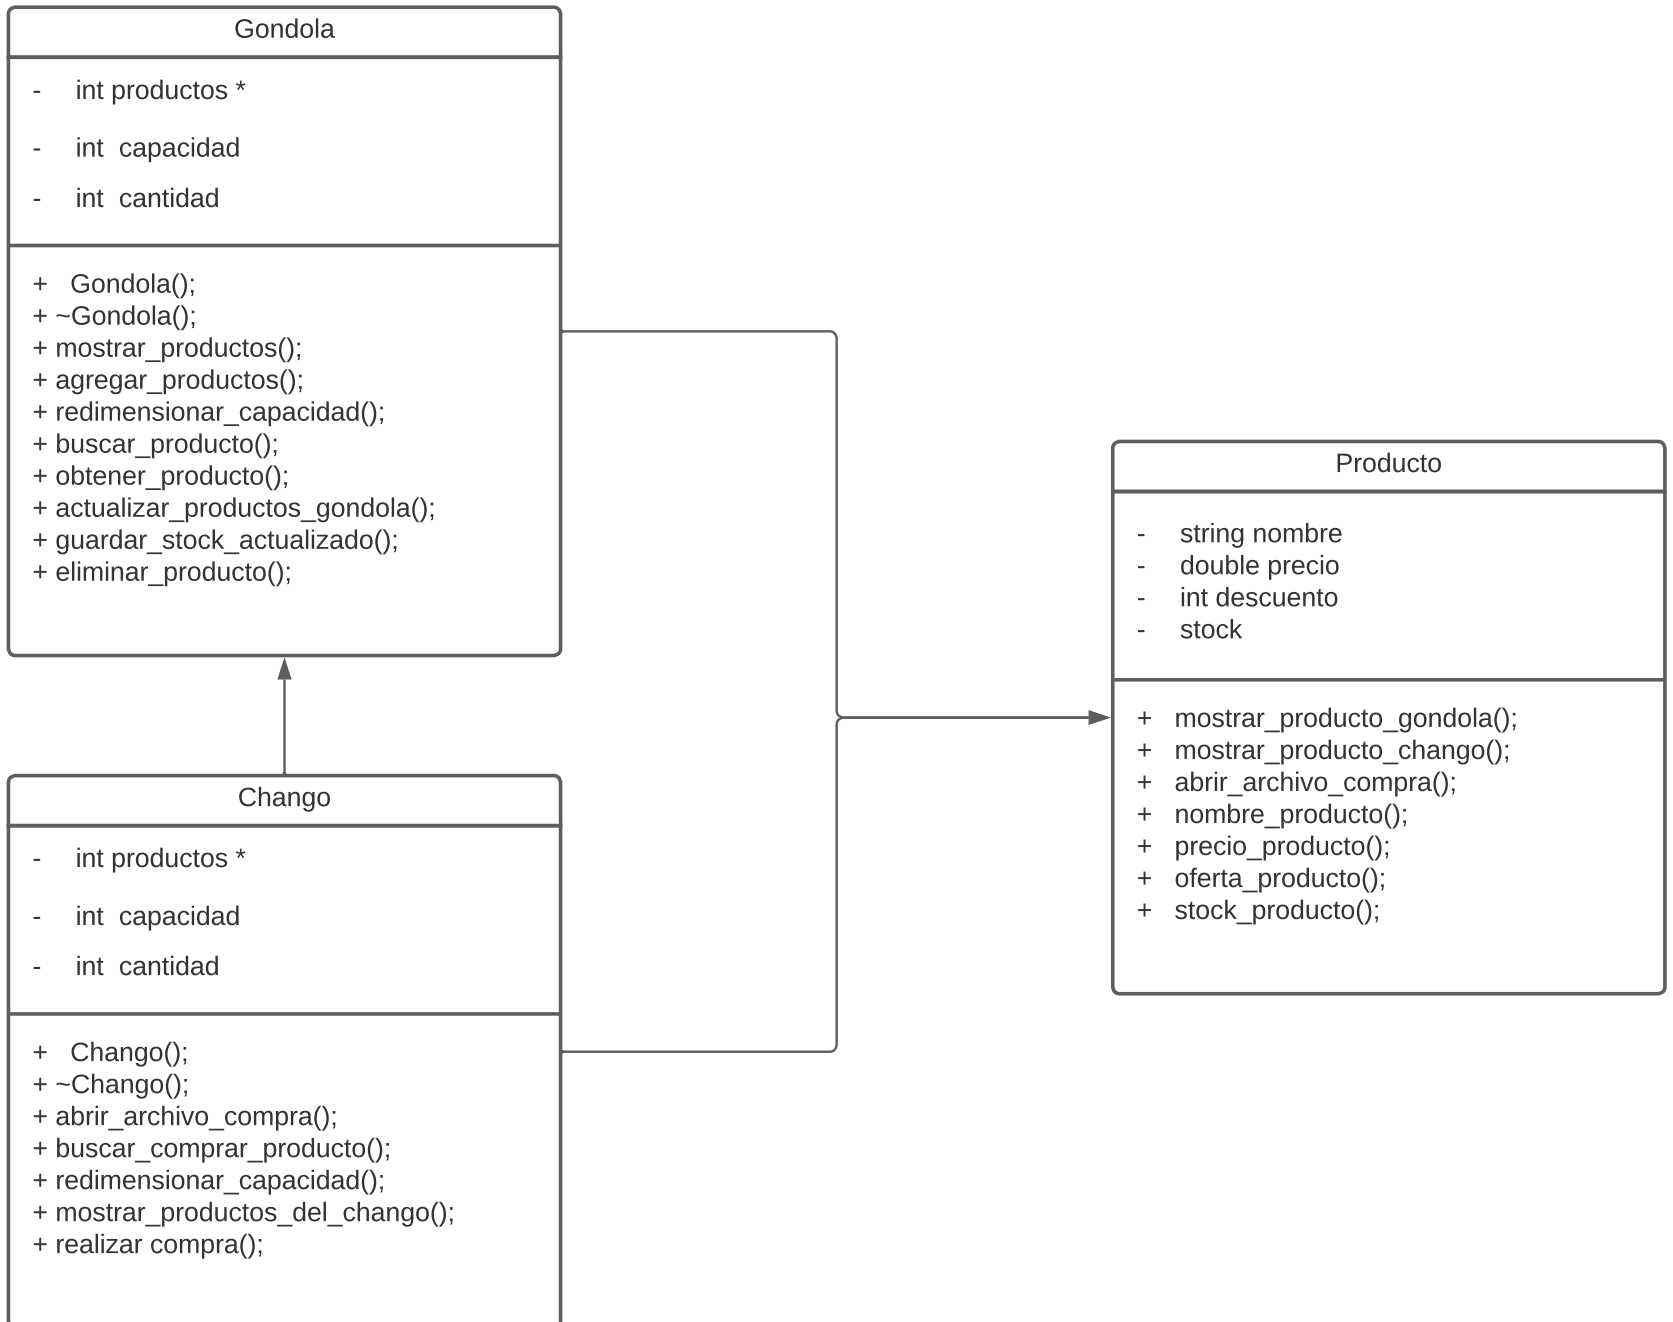 Gondola
- int productos *
- int capacidad
- int cantidad
+ Gondola();
+ ~Gondola();
+ mostrar_productos();
+ agregar_productos();
+ redimensionar_capacidad();
+ buscar_producto();
+ obtener_producto();
+ actualizar_productos_gondola();
+ guardar_stock_actualizado();
+ eliminar_producto();
Chango
- int productos *
- int capacidad
- int cantidad
+ Chango();
+ ~Chango();
+ abrir_archivo_compra();
+ buscar_comprar_producto();
+ redimensionar_capacidad();
+ mostrar_productos_del_chango();
+ realizar compra();
Producto
- string nombre
- double precio
- int descuento
- stock
+ mostrar_producto_gondola();
+ mostrar_producto_chango();
+ abrir_archivo_compra();
+ nombre_producto();
+ precio_producto();
+ oferta_producto();
+ stock_producto();